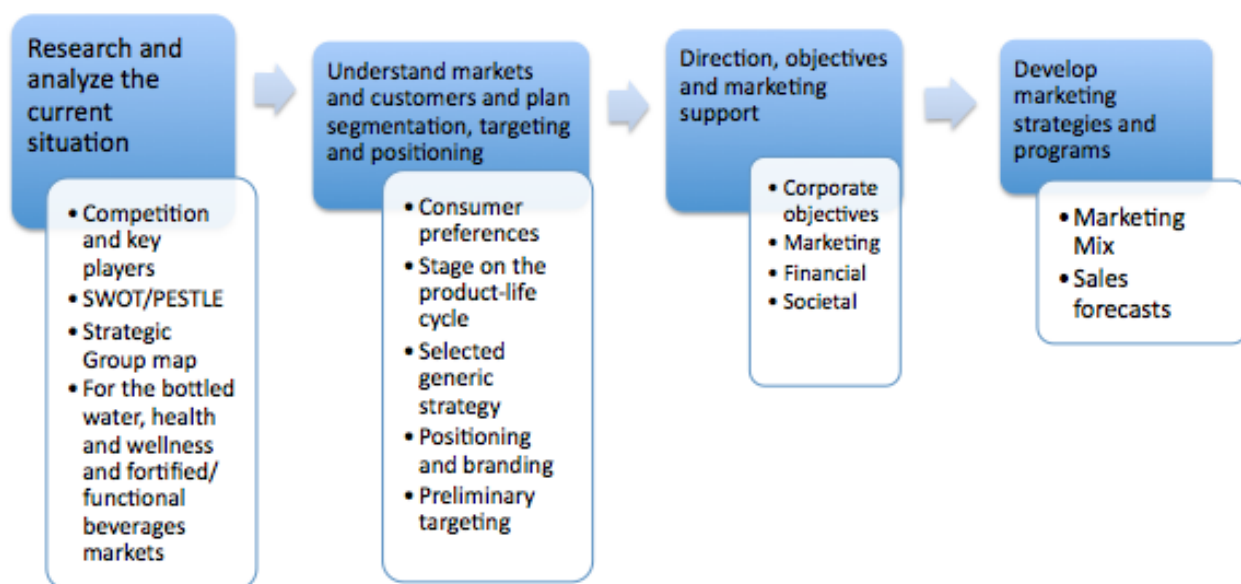 Research and
analyze the
current
situation
• Competition
and key
players
• SWOT/PESTLE
• Strategic
Group map
• For the bottled
water, health
and wellness
and fortified/
functional
beverages
markets
Understand markets
and customers and plan
segmentation, targeting
and positioning
• Consumer
preferences
• Stage on the
product-life
cycle
• Selected
generic
strategy
• Positioning
and branding
• Preliminary
targeting
Direction, objectives
and marketing
support
• Corporate
objectives
• Marketing
• Financial
• Societal
Develop
marketing
strategies and
programs
• Marketing
Mix
• Sales
forecasts